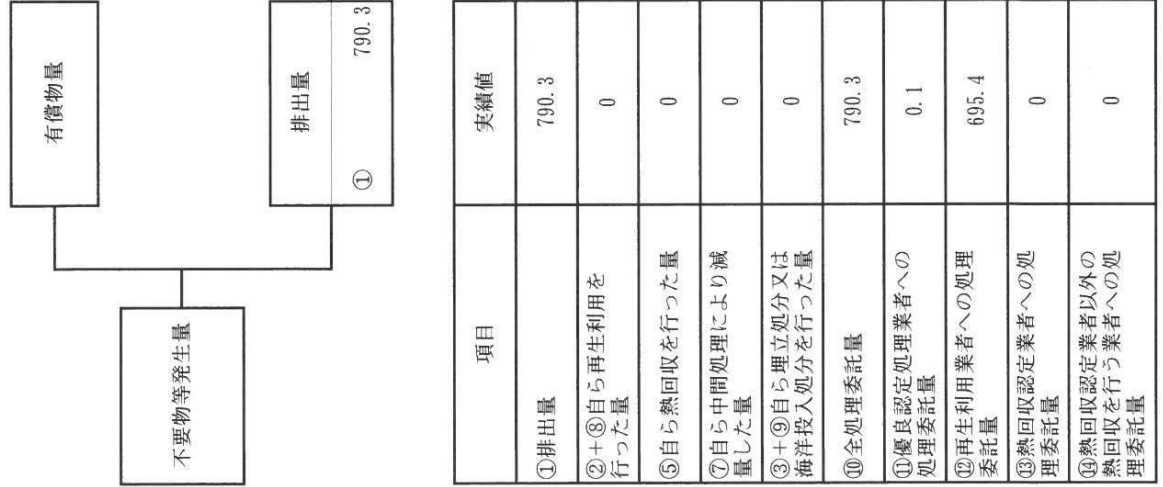 有償物量
不要物等発生量
排出量
① 790.3
項目 実績値
①排出量 790.3
②+⑧自ら再生利用を
行った量 0
⑤自ら熱回収を行った量 0
⑦自ら中間処理により減
量した量 0
③+⑨自ら埋立処分又は
海洋投入処分を行った量 0
⑩全処理委託量 790.3
⑪優良認定処理業者への
処理委託量 0.1
⑫再生利用業者への処理
委託量 695.4
⑬熱回収認定業者への処
理委託量 0
⑭熱回収認定業者以外の
熱回収を行う業者への処
理委託量 0